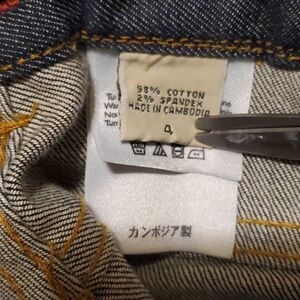 98% COTTON
2% SPANDEX
MADE IN CAMBODIA
4
カンボジア製